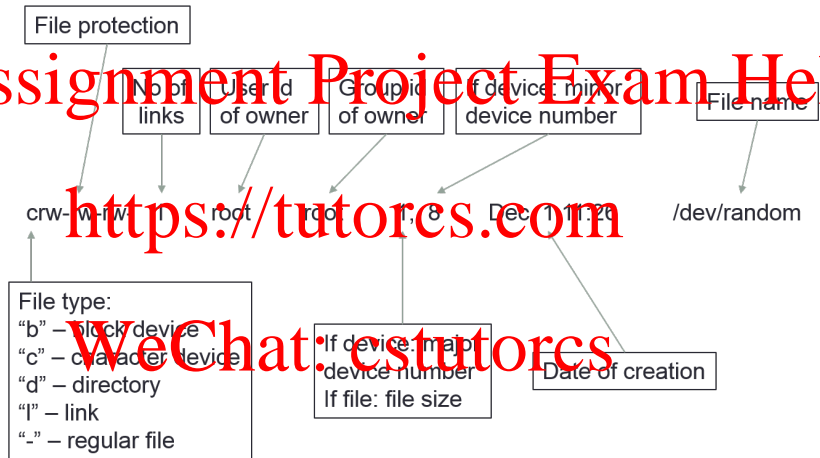 File protection
Assignment Project Exam He
No of
links
User id
of owner
Group id
of owner
If device: minor
device number
File name
crw-rw-rw- 1 root root 1, 8 Dec 1 11:26 /dev/random
https://tutorcs.com
File type:
“b” – block device
“c” – character device
“d” – directory
“l” – link
“-” – regular file
WeChat: cstutorcs
If device: major
device number
If file: file size
Date of creation